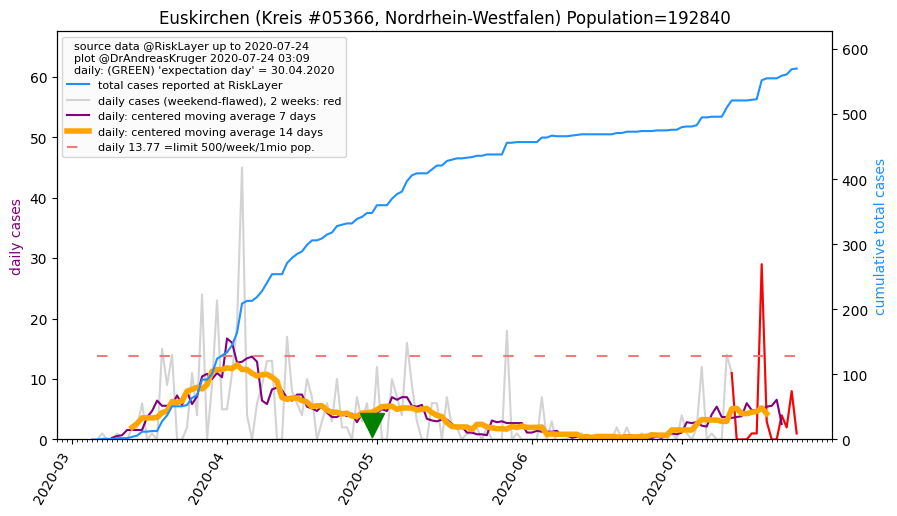 Euskirchen (Kreis #05366, Nordrhein-Westfalen) Population=192840
source data @RiskLayer up to 2020-07-24
plot @DrAndreasKruger 2020-07-24 03:09
daily: (GREEN) 'expectation day' = 30.04.2020
total cases reported at RiskLayer
daily cases (weekend-flawed), 2 weeks: red
daily: centered moving average 7 days
daily: centered moving average 14 days
daily 13.77 =limit 500/week/1mio pop.
daily cases
60
50
40
30
20
10
0
cumulative total cases
600
500
400
300
200
100
0
2020-03
2020-04
2020-05
2020-06
2020-07